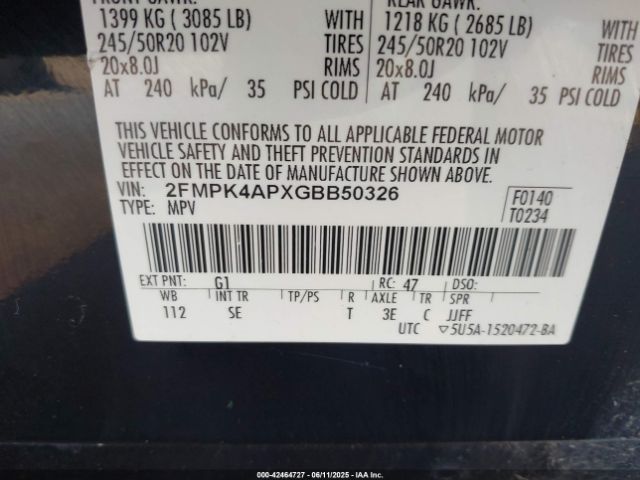 1399 KG ( 3085 LB) WITH 1218 KG ( 2685 LB) WITH
245/50R20 102V TIRES 245/50R20 102V TIRES
20x8.0J RIMS 20x8.0J RIMS
AT 240 kPa/ 35 PSI COLD AT 240 kPa/ 35 PSI COLD
THIS VEHICLE CONFORMS TO ALL APPLICABLE FEDERAL MOTOR
VEHICLE SAFETY AND THEFT PREVENTION STANDARDS IN
EFFECT ON THE DATE OF MANUFACTURE SHOWN ABOVE.
VIN: 2FMPK4APXGBB50326 F0140
TYPE: MPV T0234
EXT PNT: G1 RC: 47 DSO:
WB INT TR TP/PS R AXLE TR SPR
112 SE T 3E C JJFF
UTC ▽5U5A-1520472-BA
000-42464727 - 06/11/2025 - IAAI, Inc.